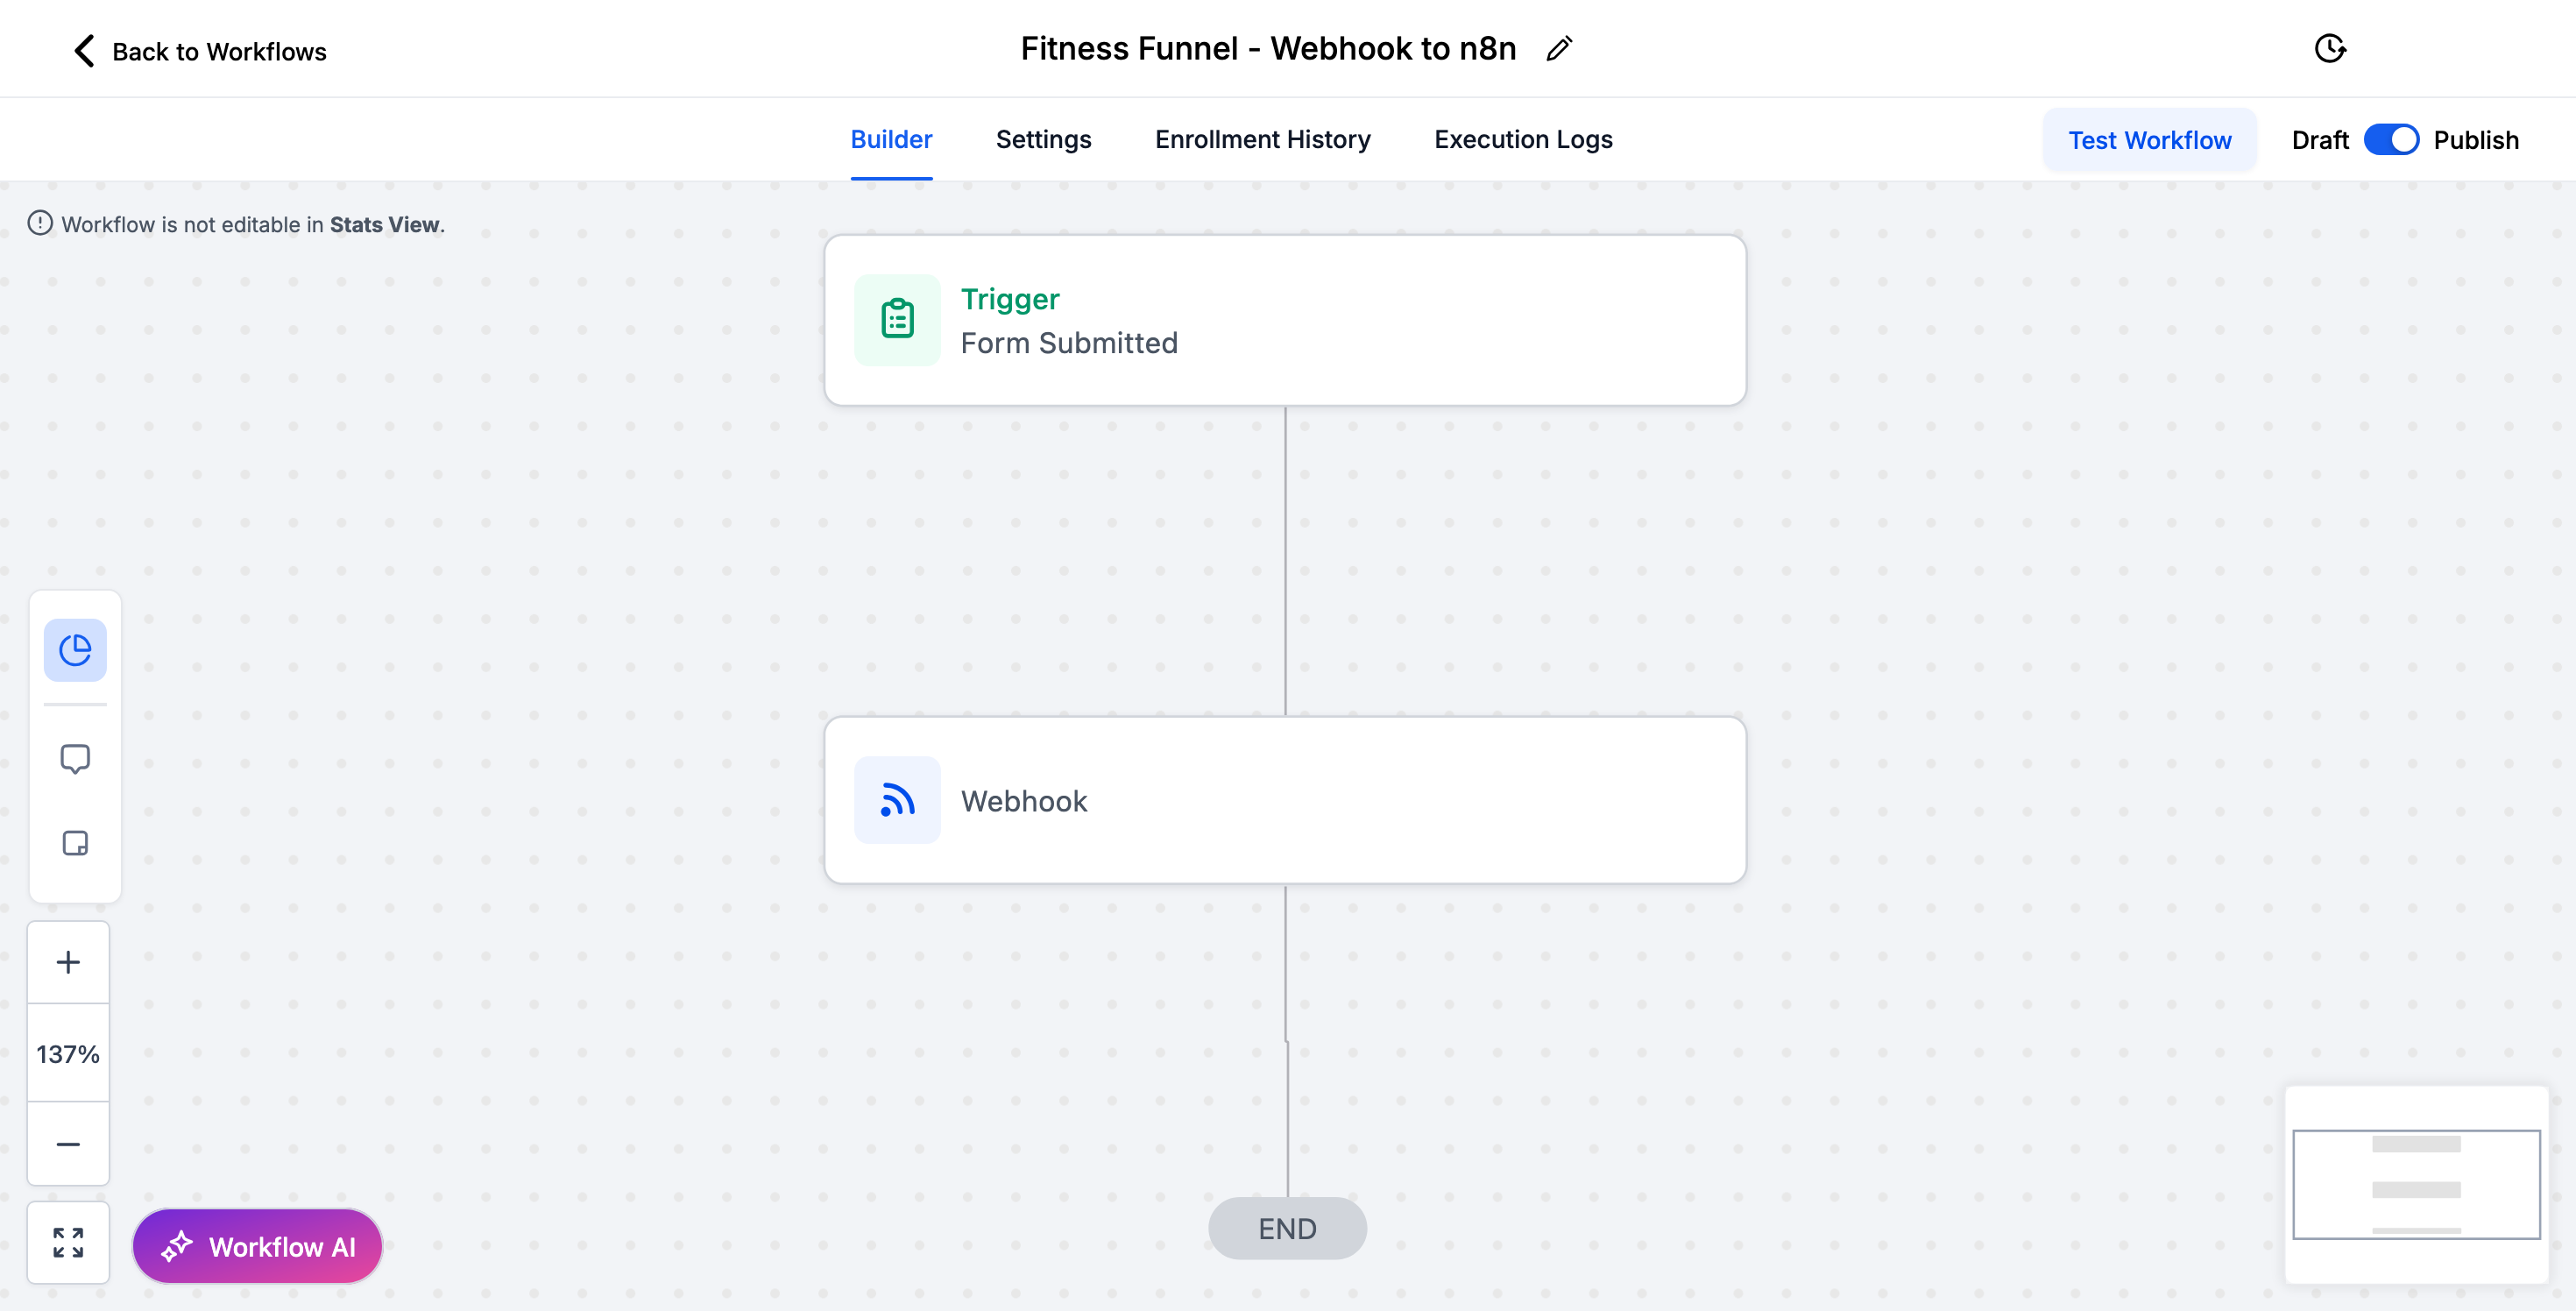 Back to Workflows
Fitness Funnel - Webhook to n8n
Builder
Settings
Enrollment History
Execution Logs
Test Workflow
Draft
Publish
Workflow is not editable in Stats View.
Trigger
Form Submitted
Webhook
137%
Workflow AI
END